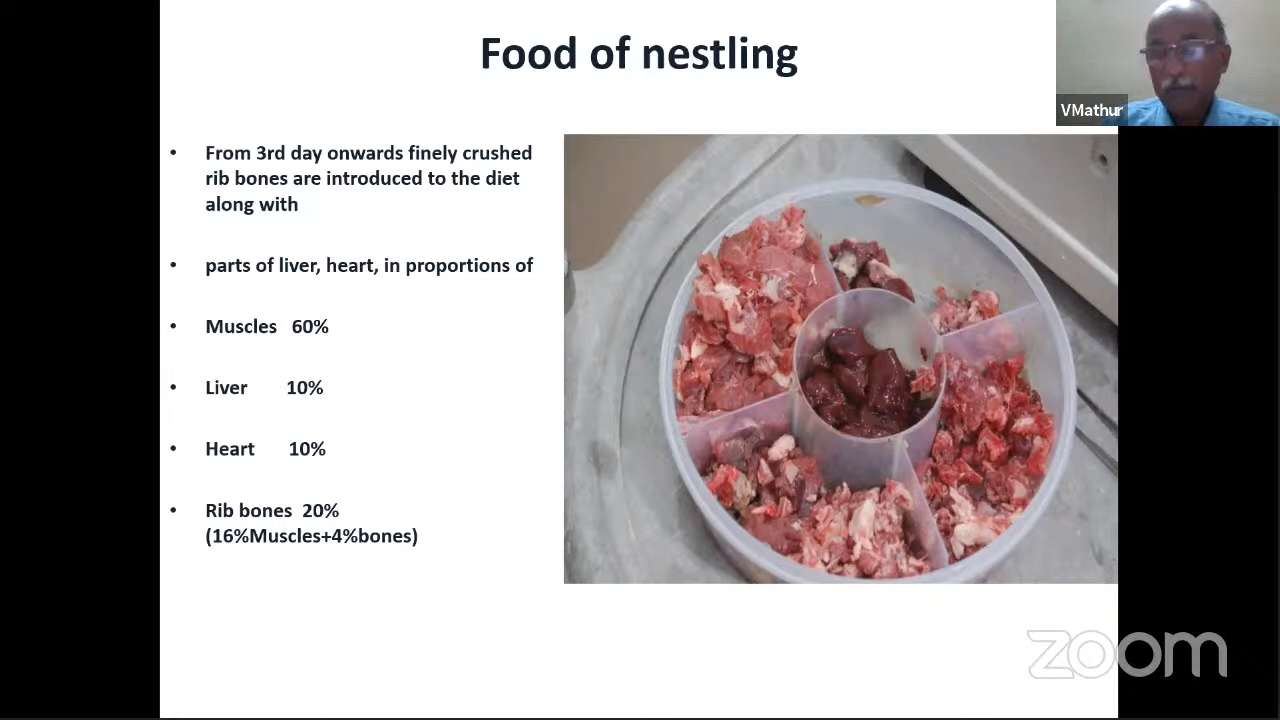 Food of nestling
VMathur
• From 3rd day onwards finely crushed
rib bones are introduced to the diet
along with
• parts of liver, heart, in proportions of
• Muscles 60%
• Liver 10%
• Heart 10%
• Rib bones 20%
(16%Muscles+4%bones)
zoom